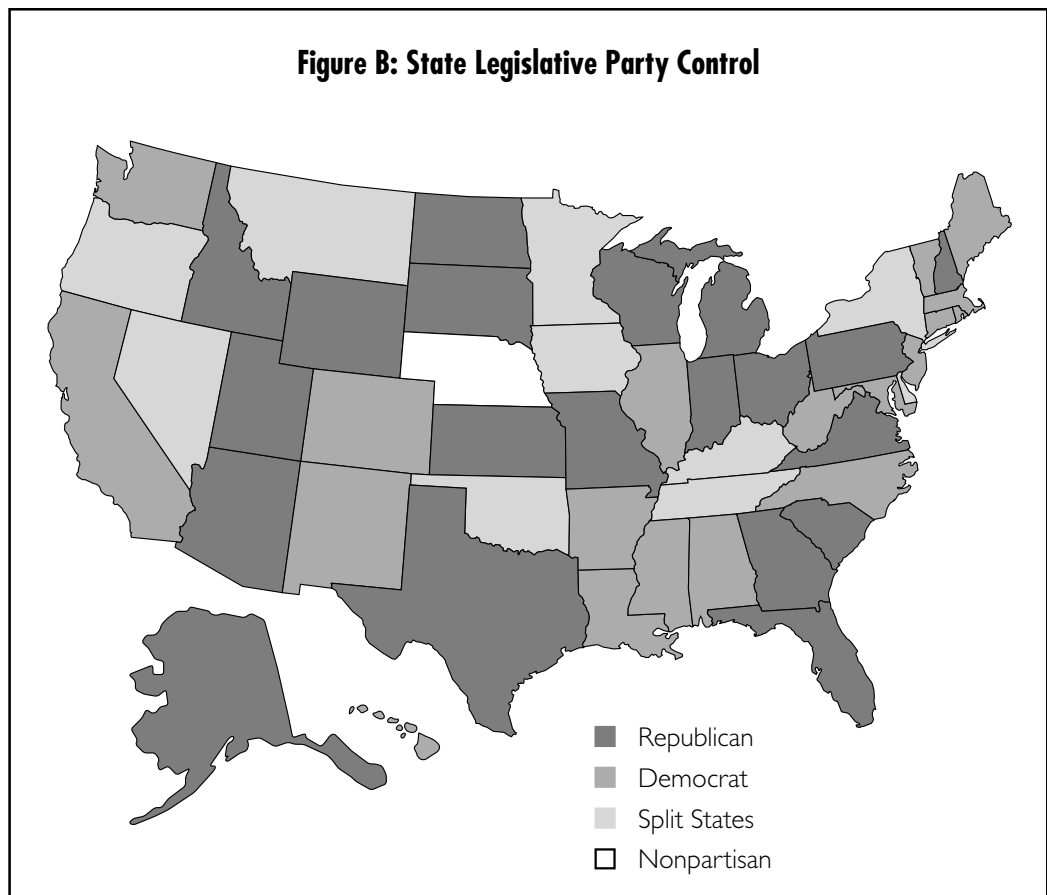 Figure B: State Legislative Party Control
Republican
Democrat
Split States
Nonpartisan